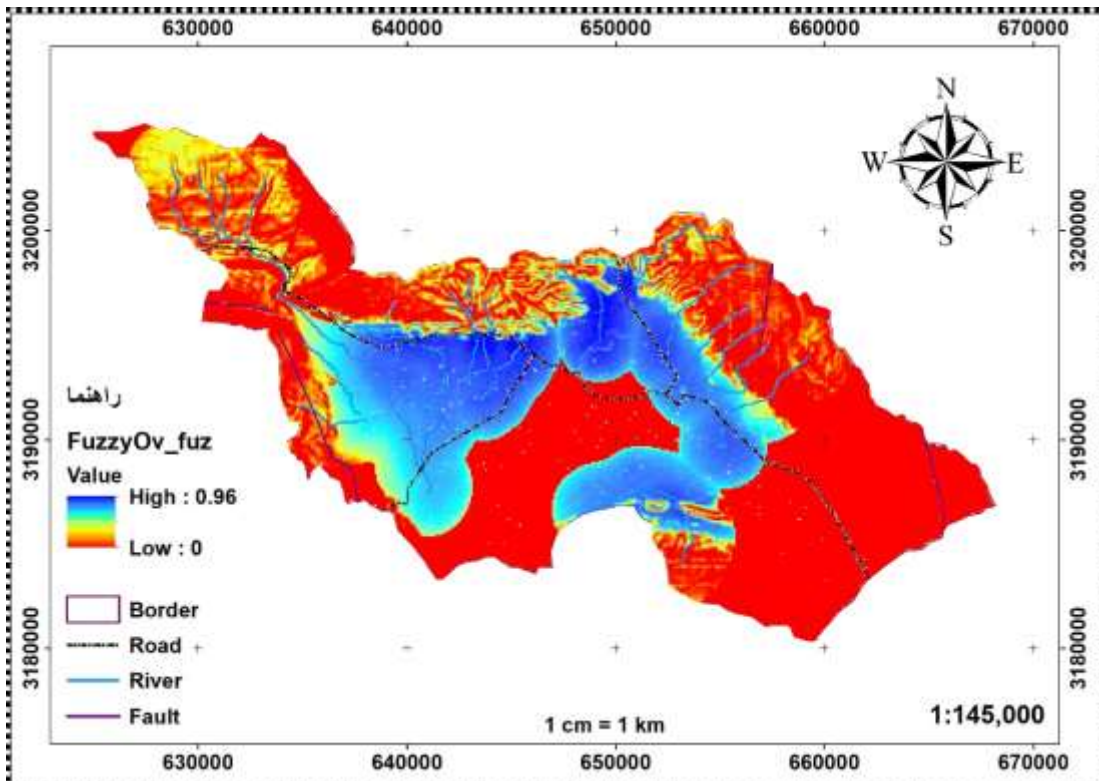 630000 640000 650000 660000 670000
N
W E
S
3200000 3200000
3190000 3190000
3180000 3180000
راهنما
FuzzyOv_fuz
Value
High : 0.96
Low : 0
Border
Road
River
Fault
1 cm = 1 km
1:145,000
630000 640000 650000 660000 670000